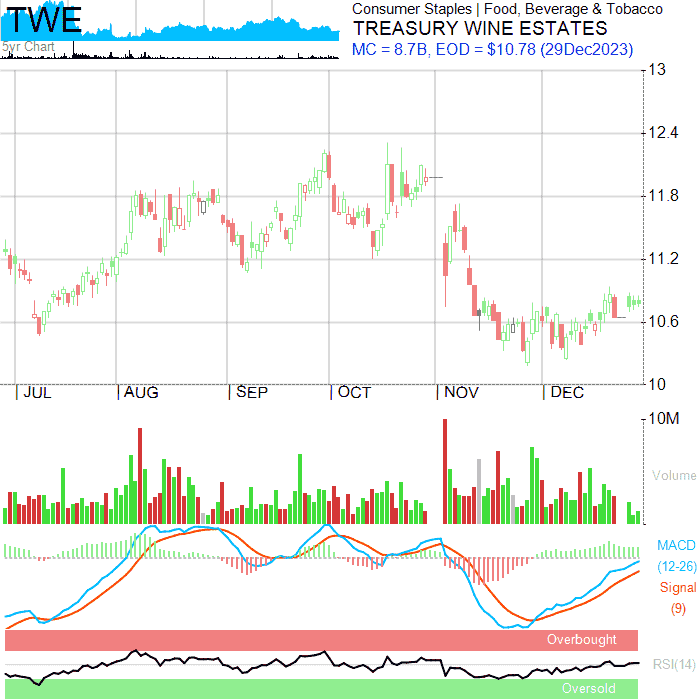 TWE
5yr Chart
Consumer Staples | Food, Beverage & Tobacco
TREASURY WINE ESTATES
MC = 8.7B, EOD = $10.78 (29Dec2023)
13
12.4
11.8
11.2
10.6
10
| JUL | AUG | SEP | OCT | NOV | DEC
10M
Volume
MACD
(12-26)
Signal
(9)
Overbought
RSI(14)
Oversold